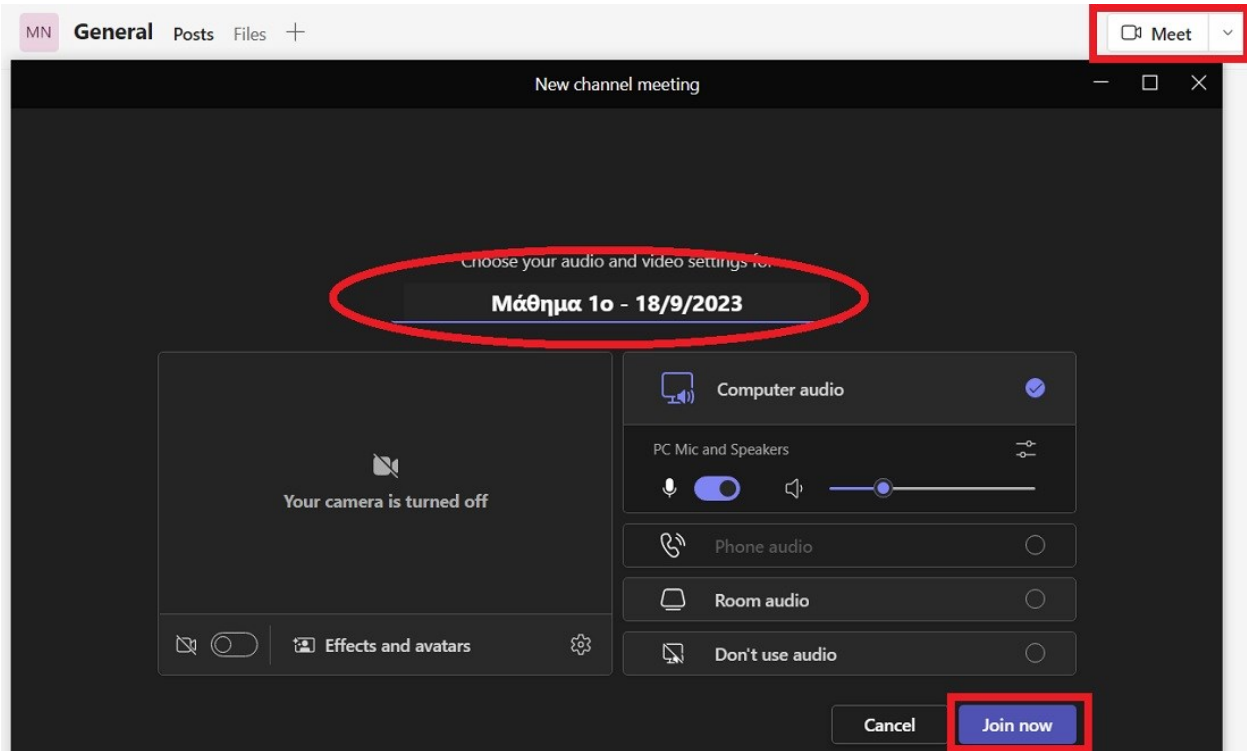 MN General Posts Files
Meet
New channel meeting
Choose your audio and video settings for
Μάθημα 1ο - 18/9/2023
Computer audio
PC Mic and Speakers
Your camera is turned off
Phone audio
Room audio
Effects and avatars
Don't use audio
Cancel Join now